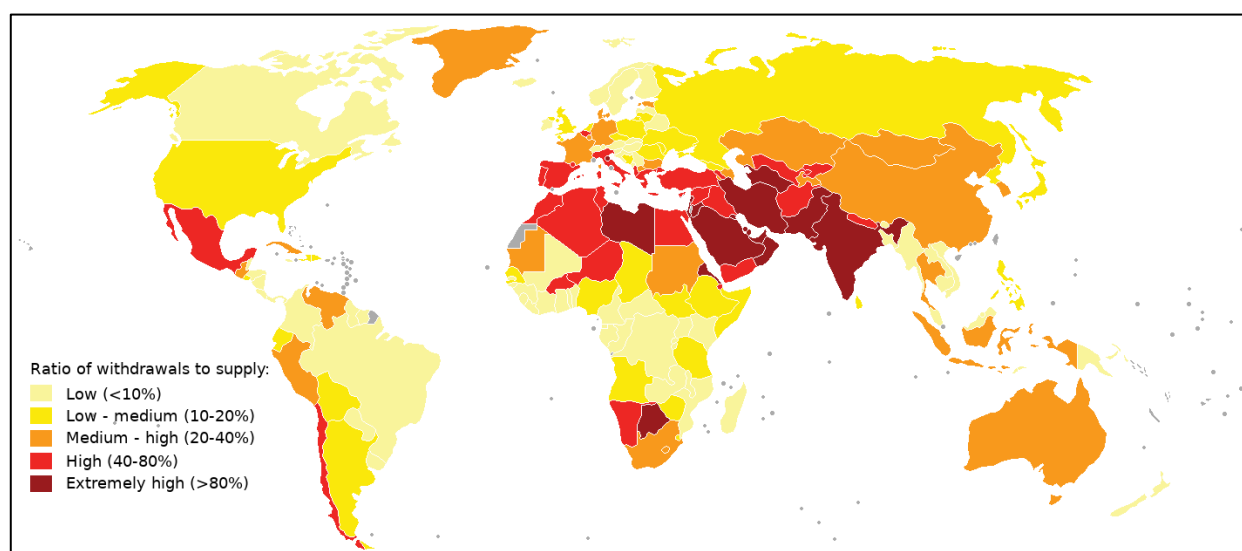 Ratio of withdrawals to supply:
Low (<10%)
Low - medium (10-20%)
Medium - high (20-40%)
High (40-80%)
Extremely high (>80%)